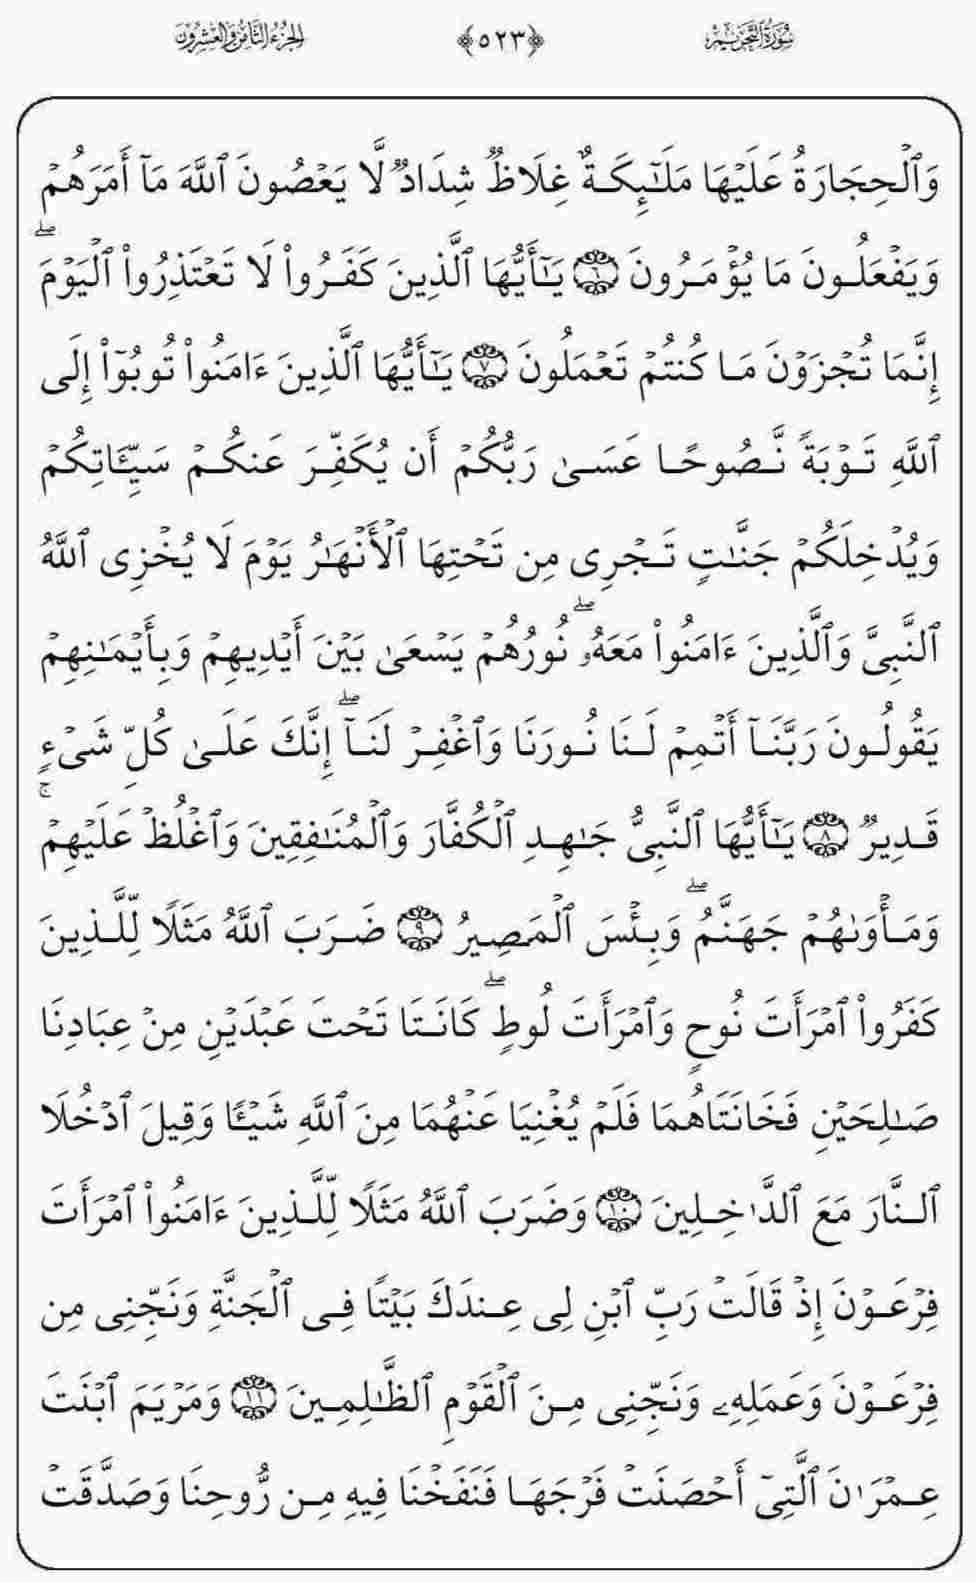 سُورَةُ التَّحْرِيمِ ﴿٥٢٣﴾ الجُزْءُ الثَّامِنُ وَالعِشْرُونَ
وَٱلْحِجَارَةُ عَلَيْهَا مَلَٰٓئِكَةٌ غِلَاظٌ شِدَادٌ لَّا يَعْصُونَ ٱللَّهَ مَآ أَمَرَهُمْ
وَيَفْعَلُونَ مَا يُؤْمَرُونَ ٦ يَٰٓأَيُّهَا ٱلَّذِينَ كَفَرُوا۟ لَا تَعْتَذِرُوا۟ ٱلْيَوْمَ ۖ
إِنَّمَا تُجْزَوْنَ مَا كُنتُمْ تَعْمَلُونَ ٧ يَٰٓأَيُّهَا ٱلَّذِينَ ءَامَنُوا۟ تُوبُوٓا۟ إِلَى
ٱللَّهِ تَوْبَةً نَّصُوحًا عَسَىٰ رَبُّكُمْ أَن يُكَفِّرَ عَنكُمْ سَيِّـَٔاتِكُمْ
وَيُدْخِلَكُمْ جَنَّٰتٍ تَجْرِى مِن تَحْتِهَا ٱلْأَنْهَٰرُ يَوْمَ لَا يُخْزِى ٱللَّهُ
ٱلنَّبِىَّ وَٱلَّذِينَ ءَامَنُوا۟ مَعَهُۥ ۖ نُورُهُمْ يَسْعَىٰ بَيْنَ أَيْدِيهِمْ وَبِأَيْمَٰنِهِمْ
يَقُولُونَ رَبَّنَآ أَتْمِمْ لَنَا نُورَنَا وَٱغْفِرْ لَنَآ ۖ إِنَّكَ عَلَىٰ كُلِّ شَىْءٍ
قَدِيرٌ ٨ يَٰٓأَيُّهَا ٱلنَّبِىُّ جَٰهِدِ ٱلْكُفَّارَ وَٱلْمُنَٰفِقِينَ وَٱغْلُظْ عَلَيْهِمْ ۚ
وَمَأْوَىٰهُمْ جَهَنَّمُ ۖ وَبِئْسَ ٱلْمَصِيرُ ٩ ضَرَبَ ٱللَّهُ مَثَلًا لِّلَّذِينَ
كَفَرُوا۟ ٱمْرَأَتَ نُوحٍ وَٱمْرَأَتَ لُوطٍ ۖ كَانَتَا تَحْتَ عَبْدَيْنِ مِنْ عِبَادِنَا
صَٰلِحَيْنِ فَخَانَتَاهُمَا فَلَمْ يُغْنِيَا عَنْهُمَا مِنَ ٱللَّهِ شَيْـًٔا وَقِيلَ ٱدْخُلَا
ٱلنَّارَ مَعَ ٱلدَّٰخِلِينَ ١٠ وَضَرَبَ ٱللَّهُ مَثَلًا لِّلَّذِينَ ءَامَنُوا۟ ٱمْرَأَتَ
فِرْعَوْنَ إِذْ قَالَتْ رَبِّ ٱبْنِ لِى عِندَكَ بَيْتًا فِى ٱلْجَنَّةِ وَنَجِّنِى مِن
فِرْعَوْنَ وَعَمَلِهِۦ وَنَجِّنِى مِنَ ٱلْقَوْمِ ٱلظَّٰلِمِينَ ١١ وَمَرْيَمَ ٱبْنَتَ
عِمْرَٰنَ ٱلَّتِىٓ أَحْصَنَتْ فَرْجَهَا فَنَفَخْنَا فِيهِ مِن رُّوحِنَا وَصَدَّقَتْ